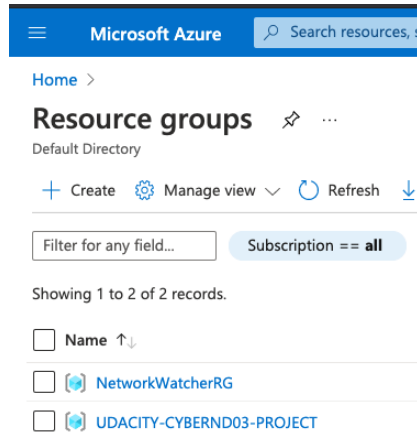 Microsoft Azure Search resources,
Home >
Resource groups ...
Default Directory
+ Create Manage view Refresh
Filter for any field... Subscription == all
Showing 1 to 2 of 2 records.
Name ↑↓
NetworkWatcherRG
UDACITY-CYBERND03-PROJECT